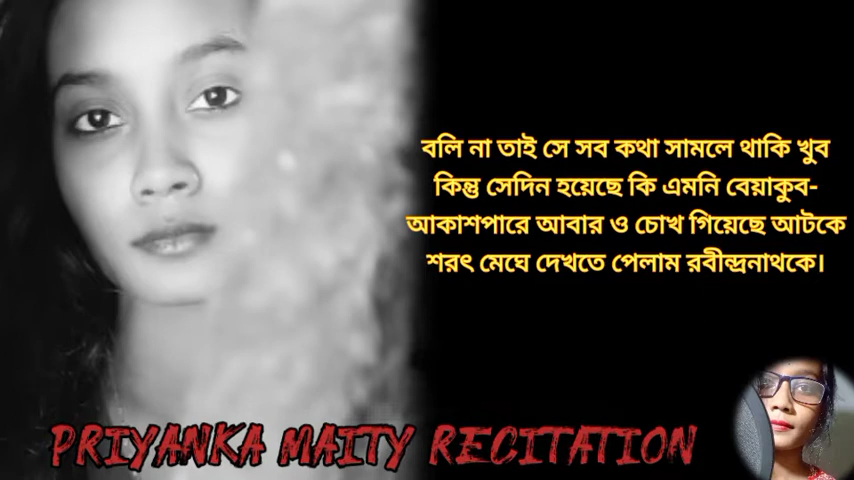 বলি না তাই সে সব কথা সামলে থাকি খুব
কিন্তু সেদিন হয়েছে কি এমনি বেয়াকুব-
আকাশপারে আবার ও চোখ গিয়েছে আটকে
শরৎ মেঘে দেখতে পেলাম রবীন্দ্রনাথকে।
PRIYANKA MAITY RECITATION